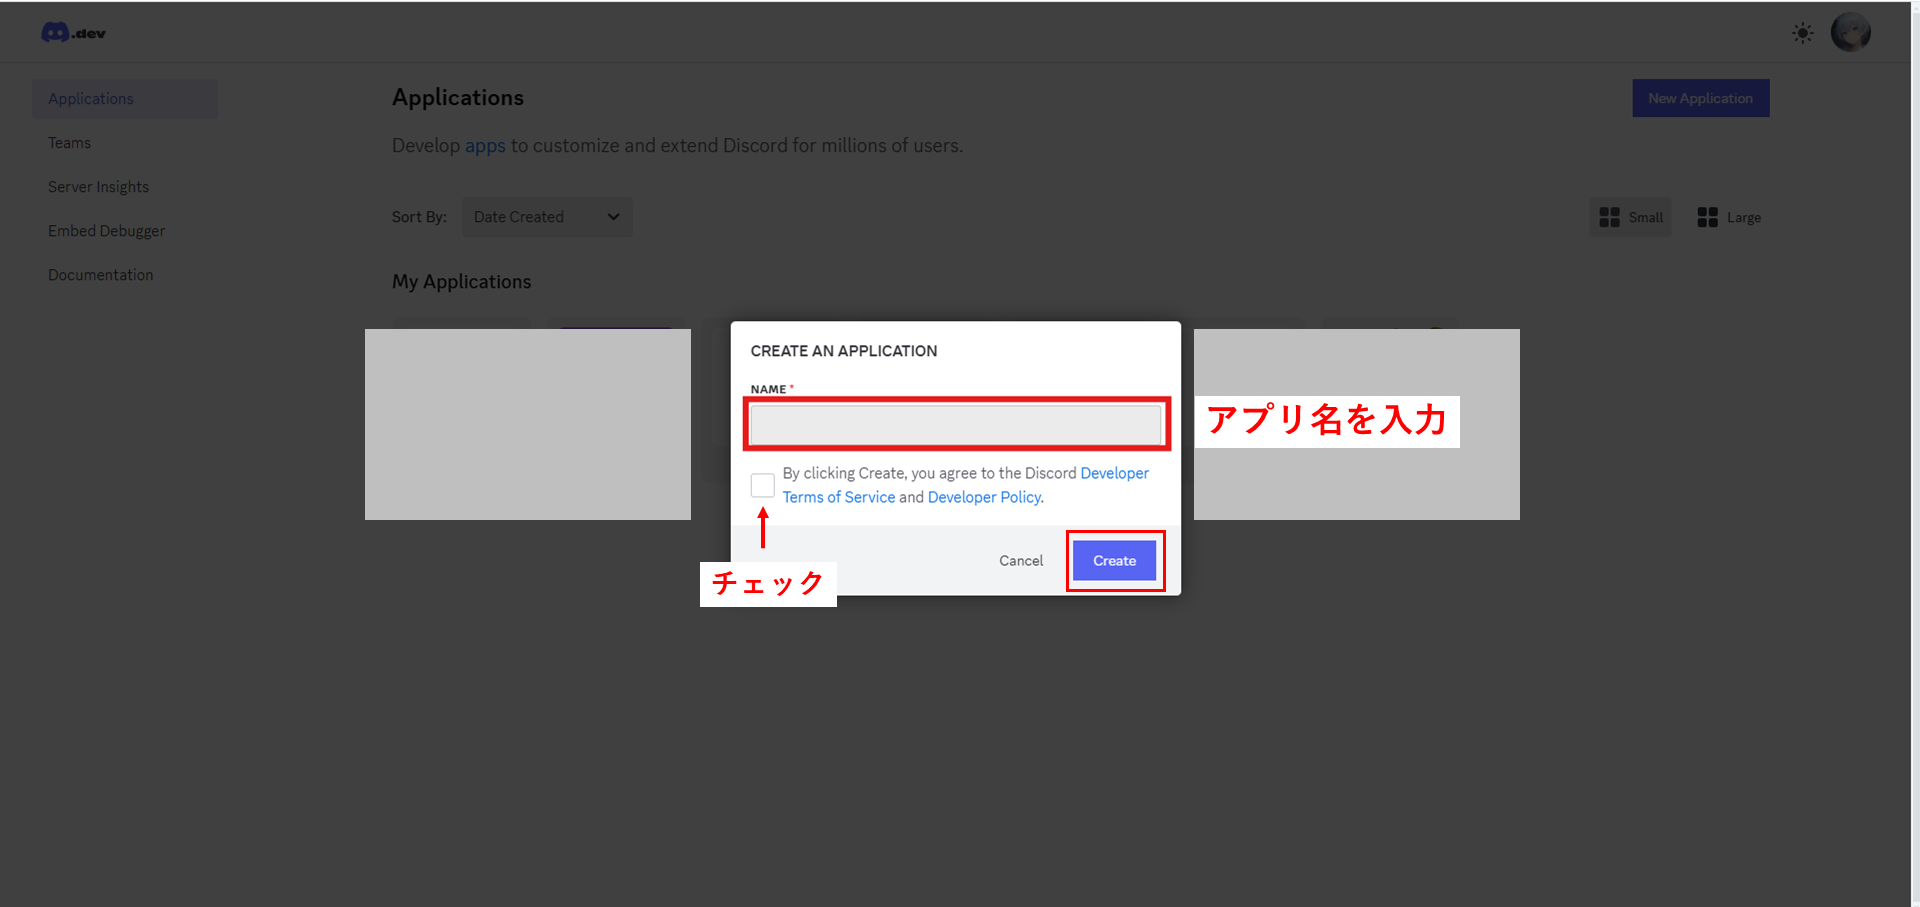 .dev
Applications
Teams
Server Insights
Embed Debugger
Documentation
Applications
New Application
Develop apps to customize and extend Discord for millions of users.
Sort By: Date Created
Small Large
My Applications
CREATE AN APPLICATION
NAME *
アプリ名を入力
By clicking Create, you agree to the Discord Developer
Terms of Service and Developer Policy.
チェック
Cancel
Create